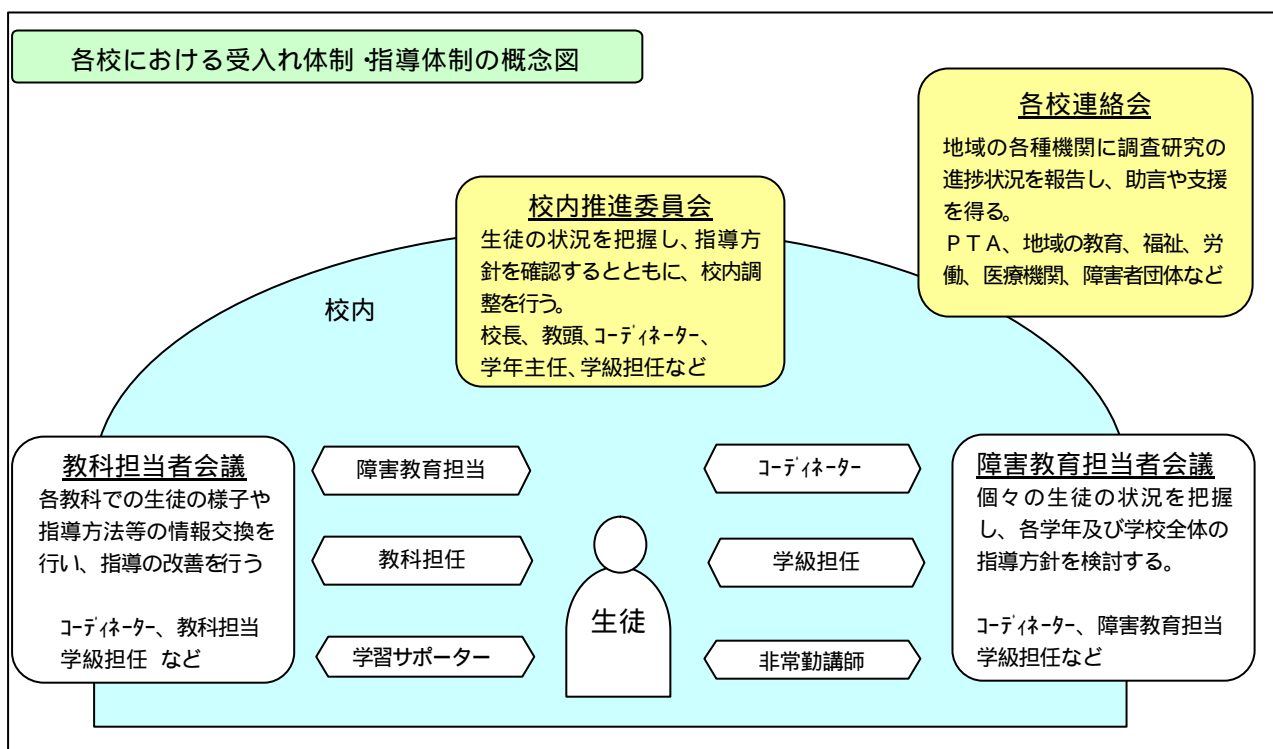 各校における受入れ体制・指導体制の概念図
各校連絡会
地域の各種機関に調査研究の
進捗状況を報告し、助言や支援
を得る。
ＰＴＡ、地域の教育、福祉、労
働、医療機関、障害者団体など
校内推進委員会
生徒の状況を把握し、指導方
針を確認するとともに、校内調
整を行う。
校長、教頭、ｺｰﾃﾞｨﾈｰﾀｰ、
学年主任、学級担任など
校内
教科担当者会議
各教科での生徒の様子や
指導方法等の情報交換を
行い、指導の改善を行う
ｺｰﾃﾞｨﾈｰﾀｰ、教科担当
学級担任 など
障害教育担当
教科担任
学習サポーター
生徒
ｺｰﾃﾞｨﾈｰﾀｰ
学級担任
非常勤講師
障害教育担当者会議
個々の生徒の状況を把握
し、各学年及び学校全体の
指導方針を検討する。
ｺｰﾃﾞｨﾈｰﾀｰ、障害教育担当
学級担任など